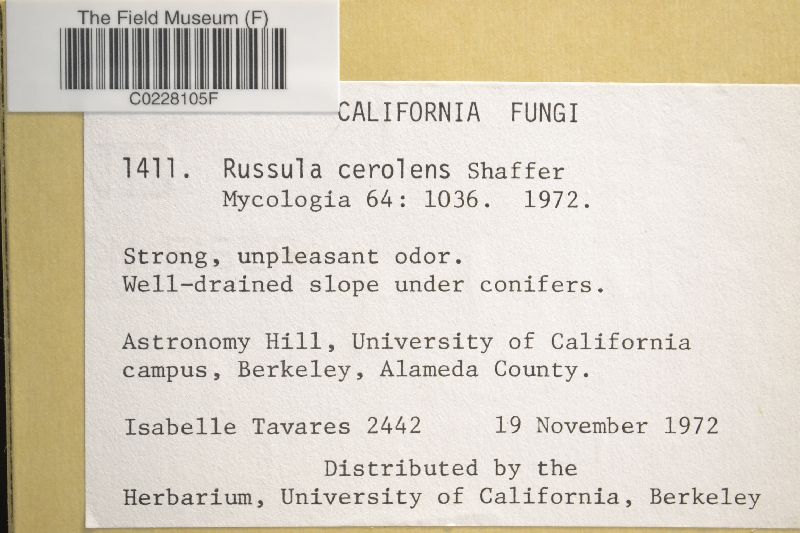 The Field Museum (F)
C0228105F
CALIFORNIA FUNGI
1411. Russula cerolens Shaffer
Mycologia 64: 1036. 1972.
Strong, unpleasant odor.
Well-drained slope under conifers.
Astronomy Hill, University of California
campus, Berkeley, Alameda County.
Isabelle Tavares 2442 19 November 1972
Distributed by the
Herbarium, University of California, Berkeley